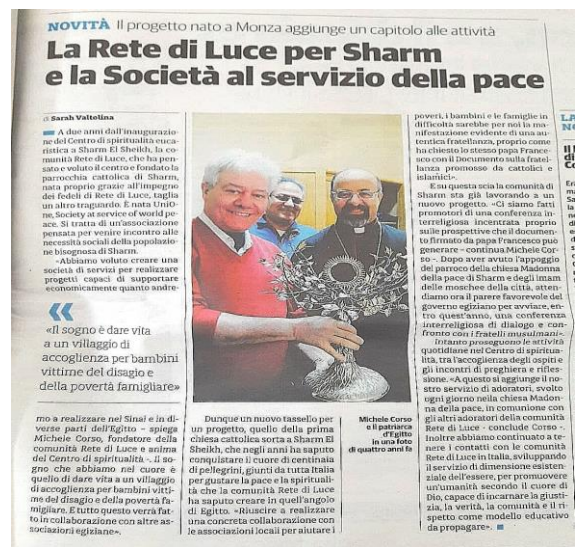 NOVITÀ Il progetto nato a Monza aggiunge un capitolo alle attività
La Rete di Luce per Sharm
e la Società al servizio della pace
di Sarah Valtolina
A due anni dall'inaugurazio-
ne del Centro di spiritualità euca-
ristica a Sharm El Sheikh, la co-
munità Rete di Luce, che ha pen-
sato e voluto il centro e fondato la
parrocchia cattolica di Sharm,
nata proprio grazie all'impegno
dei fedeli di Rete di Luce, taglia
un altro traguardo. È nata UniO-
ne, Society at service of world pe-
ace. Si tratta di un'associazione
pensata per venire incontro alle
necessità sociali della popolazio-
ne bisognosa di Sharm.
«Abbiamo voluto creare una
società di servizi per realizzare
progetti capaci di supportare
economicamente quanto andre-
«Il sogno è dare vita
a un villaggio di
accoglienza per bambini
vittime del disagio e
della povertà famigliare»
mo a realizzare nel Sinai e in di-
verse parti dell'Egitto – spiega
Michele Corso, fondatore della
comunità Rete di Luce e anima
del Centro di spiritualità -. Il so-
gno che abbiamo nel cuore è
quello di dare vita a un villaggio
di accoglienza per bambini vitti-
me del disagio e della povertà fa-
migliare. E tutto questo verrà fat-
to in collaborazione con altre as-
sociazioni egiziane».
Dunque un nuovo tassello per
un progetto, quello della prima
chiesa cattolica sorta a Sharm El
Sheikh, che negli anni ha saputo
conquistare il cuore di centinaia
di pellegrini, giunti da tutta Italia
per gustare la pace e la spirituali-
tà che la comunità Rete di Luce
ha saputo creare in quell'angolo
di Egitto. «Riuscire a realizzare
una concreta collaborazione con
le associazioni locali per aiutare i
Michele Corso
e il patriarca
d'Egitto
in una foto
di quattro anni fa
poveri, i bambini e le famiglie in
difficoltà sarebbe per noi la ma-
nifestazione evidente di una au-
tentica fratellanza, proprio come
ha chiesto lo stesso papa France-
sco con il Documento sulla fratel-
lanza promosso da cattolici e
islamici».
E su questa scia la comunità di
Sharm sta già lavorando a un
nuovo progetto. «Ci siamo fatti
promotori di una conferenza in-
terreligiosa incentrata proprio
sulle prospettive che il documen-
to firmato da papa Francesco può
generare – continua Michele Cor-
so -. Dopo aver avuto l'appoggio
del parroco della chiesa Madonna
della pace di Sharm e degli imam
delle moschee della città, atten-
diamo ora il parere favorevole del
governo egiziano per avviare, en-
tro quest'anno, una conferenza
interreligiosa di dialogo e con-
fronto con i fratelli musulmani».
Intanto proseguono le attività
quotidiane nel Centro di spiritua-
lità, tra l'accoglienza degli ospiti e
gli incontri di preghiera e rifles-
sione. «A questo si aggiunge il no-
stro servizio di adoratori, svolto
ogni giorno nella chiesa Madon-
na della pace, in comunione con
gli altri adoratori della comunità
Rete di Luce - conclude Corso -.
Inoltre abbiamo continuato a te-
nere i contatti con le comunità
Rete di Luce in Italia, sviluppando
il servizio di dimensione esisten-
ziale dell'essere, per promuovere
un'umanità secondo il cuore di
Dio, capace di incarnare la giusti-
zia, la verità, la comunità e il ri-
spetto come modello educativo
da propagare».